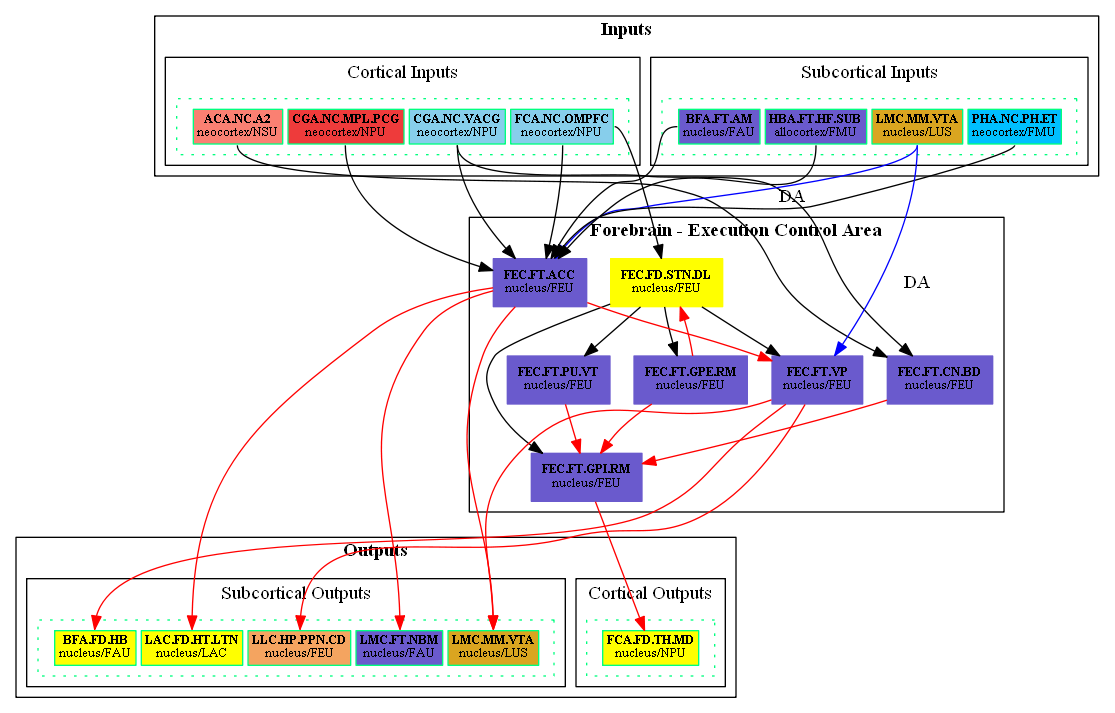 Inputs
Cortical Inputs
Subcortical Inputs
ACA.NC.A2
neocortex/NSU
CGA.NC.MPL.PCG
neocortex/NPU
CGA.NC.VACG
neocortex/NPU
FCA.NC.OMPFC
neocortex/NPU
BFA.FT.AM
nucleus/FAU
HBA.FT.HF.SUB
allocortex/FMU
LMC.MM.VTA
nucleus/LUS
PHA.NC.PH.ET
neocortex/FMU
DA
Forebrain - Execution Control Area
FEC.FT.ACC
nucleus/FEU
FEC.FD.STN.DL
nucleus/FEU
DA
FEC.FT.PU.VT
nucleus/FEU
FEC.FT.GPE.RM
nucleus/FEU
FEC.FT.VP
nucleus/FEU
FEC.FT.CN.BD
nucleus/FEU
FEC.FT.GPI.RM
nucleus/FEU
Outputs
Subcortical Outputs
Cortical Outputs
BFA.FD.HB
nucleus/FAU
LAC.FD.HT.LTN
nucleus/LAC
LLC.HP.PPN.CD
nucleus/FEU
LMC.FT.NBM
nucleus/FAU
LMC.MM.VTA
nucleus/LUS
FCA.FD.TH.MD
nucleus/NPU